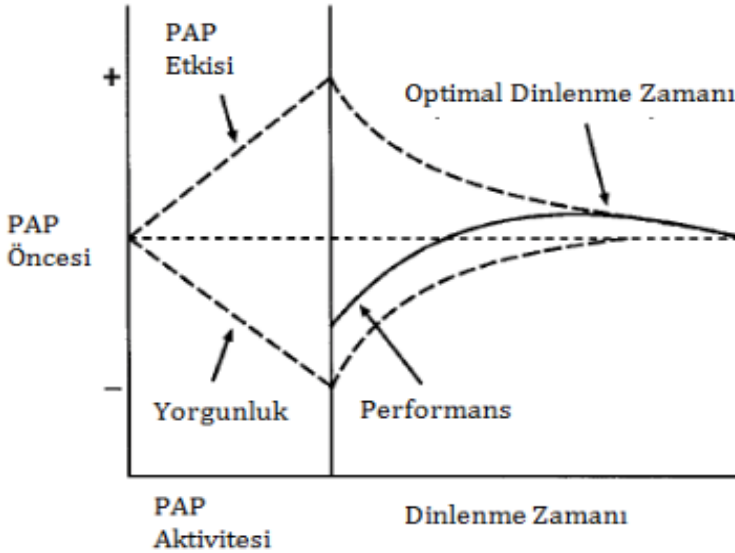 PAP
Etkisi
+
Optimal Dinlenme Zamanı
PAP
Öncesi
−
Yorgunluk
Performans
PAP
Aktivitesi
Dinlenme Zamanı